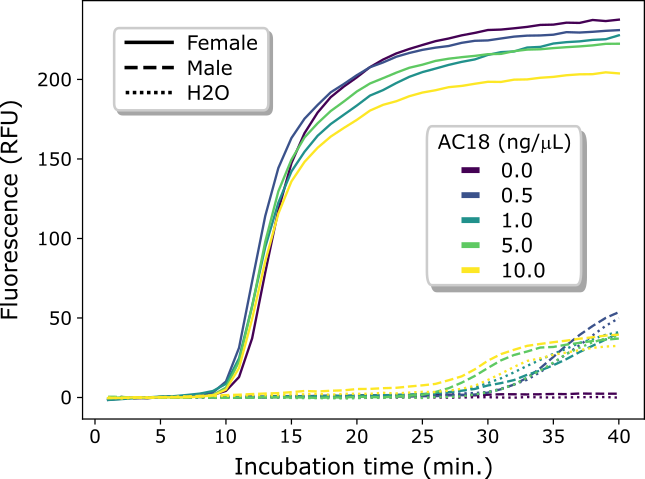 Female
Male
H2O
AC18 (ng/μL)
0.0
0.5
1.0
5.0
10.0
200
150
100
50
0
Fluorescence (RFU)
0 5 10 15 20 25 30 35 40
Incubation time (min.)